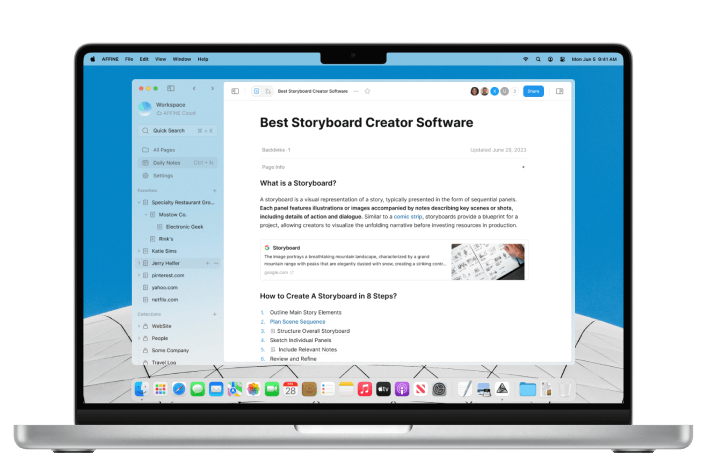 AFFINE File Edit View Window Help
Mon Jun 5 9:41 AM
Workspace
AFFINE Cloud
Quick Search
All Pages
Daily Notes
Settings
Favorites
Specialty Restaurant Gro...
Mostow Co.
Electronic Geek
Rink's
Katie Sims
Jerry Helfer
pinterest.com
yahoo.com
netflix.com
Collections
WebSite
People
Some Company
Travel Log
Best Storyboard Creator Software
Share
Best Storyboard Creator Software
Backlinks · 1
Updated June 29, 2023
Page info
What is a Storyboard?
A storyboard is a visual representation of a story, typically presented in the form of sequential panels.
Each panel features illustrations or images accompanied by notes describing key scenes or shots,
including details of action and dialogue. Similar to a comic strip, storyboards provide a blueprint for a
project, allowing creators to visualize the unfolding narrative before investing resources in production.
Storyboard
The image portrays a breathtaking mountain landscape, characterized by a grand
mountain range with peaks that are elegantly dusted with snow, creating a striking contr...
google.com
How to Create A Storyboard in 8 Steps?
1. Outline Main Story Elements
2. Plan Scene Sequence
3. Structure Overall Storyboard
4. Sketch Individual Panels
5. Include Relevant Notes
6. Review and Refine
28
tv